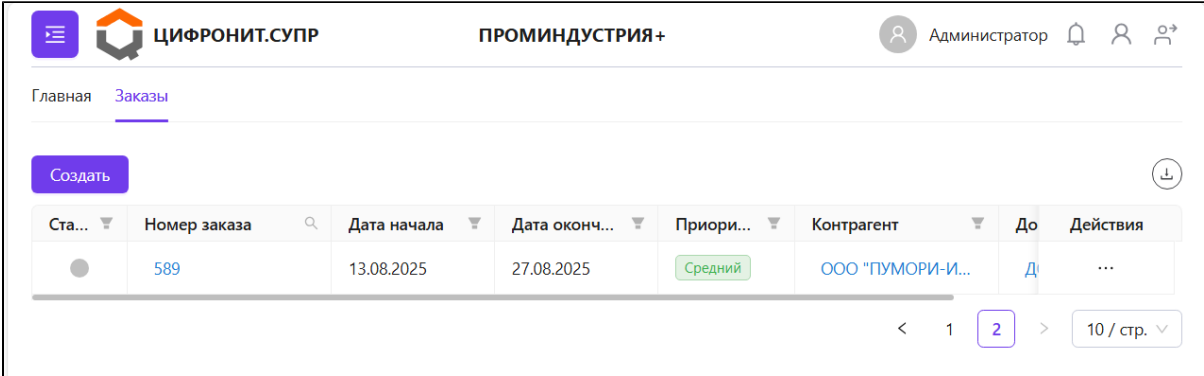 ЦИФРОНИТ.СУПР ПРОМИНДУСТРИЯ+ Администратор
Главная Заказы
Создать
Ста... Номер заказа Дата начала Дата оконч... Приори... Контрагент До Действия
589 13.08.2025 27.08.2025 Средний ООО "ПУМОРИ-И... ...
< 1 2 > 10 / стр.